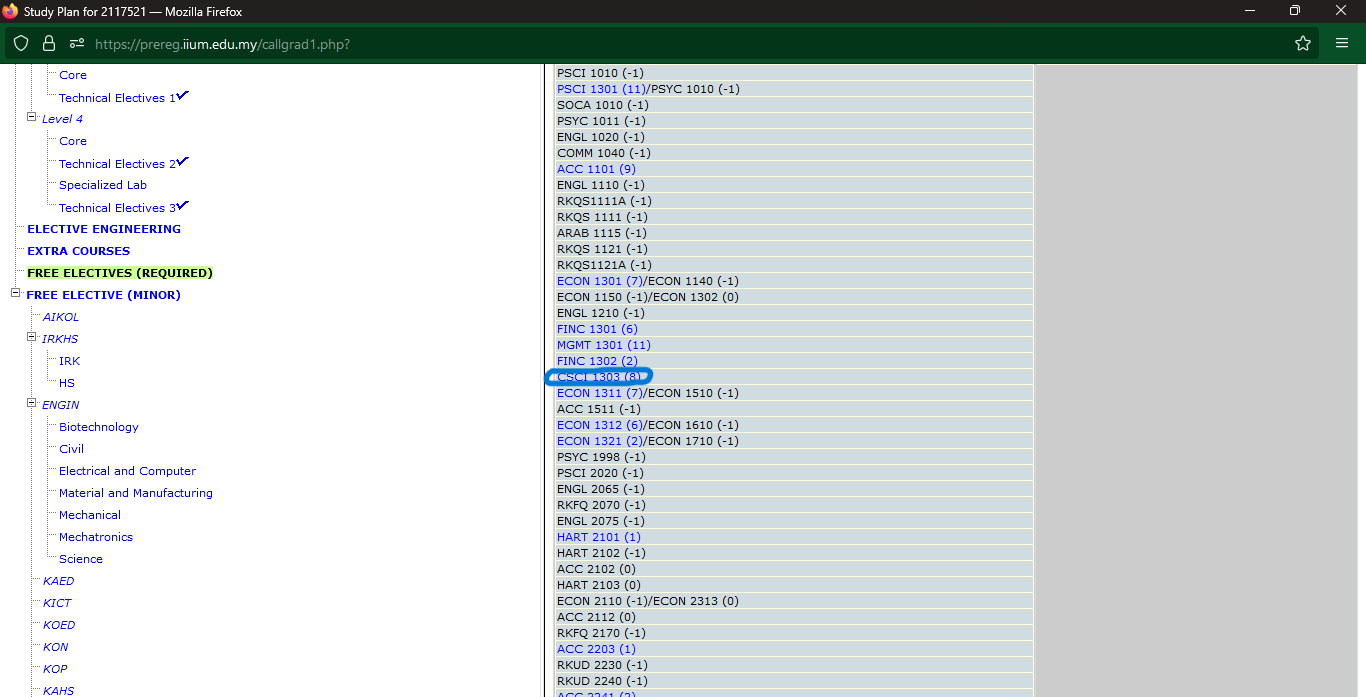 Study Plan for 2117521 — Mozilla Firefox
https://prereg.iium.edu.my/callgrad1.php?
Core
Technical Electives 1
Level 4
Core
Technical Electives 2
Specialized Lab
Technical Electives 3
ELECTIVE ENGINEERING
EXTRA COURSES
FREE ELECTIVES (REQUIRED)
FREE ELECTIVE (MINOR)
AIKOL
IRKHS
IRK
HS
ENGIN
Biotechnology
Civil
Electrical and Computer
Material and Manufacturing
Mechanical
Mechatronics
Science
KAED
KICT
KOED
KON
KOP
KAHS
PSCI 1010 (-1)
PSCI 1301 (11)/PSYC 1010 (-1)
SOCA 1010 (-1)
PSYC 1011 (-1)
ENGL 1020 (-1)
COMM 1040 (-1)
ACC 1101 (9)
ENGL 1110 (-1)
RKQS1111A (-1)
RKQS 1111 (-1)
ARAB 1115 (-1)
RKQS 1121 (-1)
RKQS1121A (-1)
ECON 1301 (7)/ECON 1140 (-1)
ECON 1150 (-1)/ECON 1302 (0)
ENGL 1210 (-1)
FINC 1301 (6)
MGMT 1301 (11)
FINC 1302 (2)
CSCI 1303 (8)
ECON 1311 (7)/ECON 1510 (-1)
ACC 1511 (-1)
ECON 1312 (6)/ECON 1610 (-1)
ECON 1321 (2)/ECON 1710 (-1)
PSYC 1998 (-1)
PSCI 2020 (-1)
ENGL 2065 (-1)
RKFQ 2070 (-1)
ENGL 2075 (-1)
HART 2101 (1)
HART 2102 (-1)
ACC 2102 (0)
HART 2103 (0)
ECON 2110 (-1)/ECON 2313 (0)
ACC 2112 (0)
RKFQ 2170 (-1)
ACC 2203 (1)
RKUD 2230 (-1)
RKUD 2240 (-1)
ACC 2241 (2)